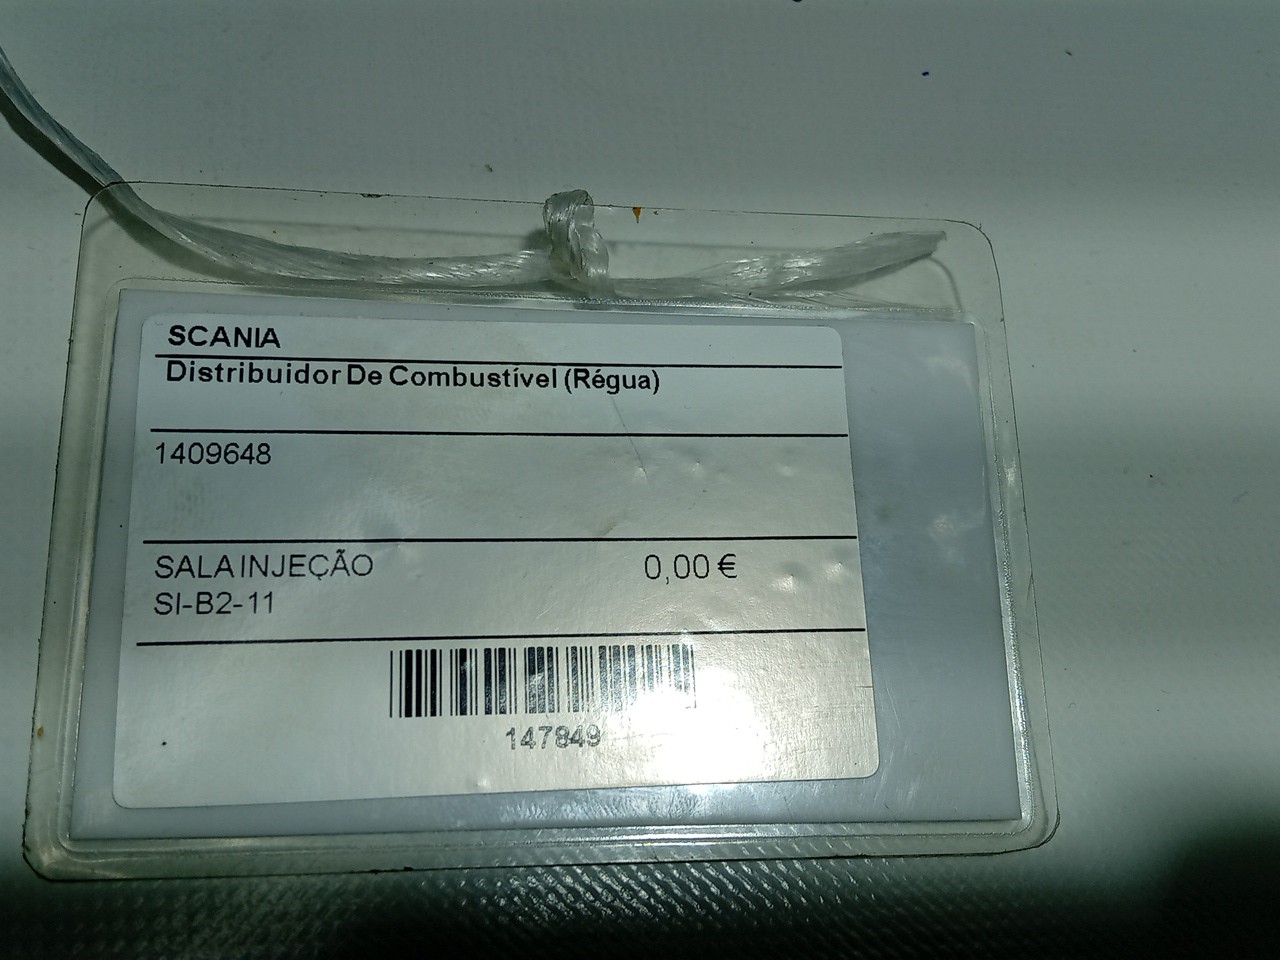 SCANIA
Distribuidor De Combustível (Régua)
1409648
SALA INJEÇÃO 0,00 €
SI-B2-11
147849